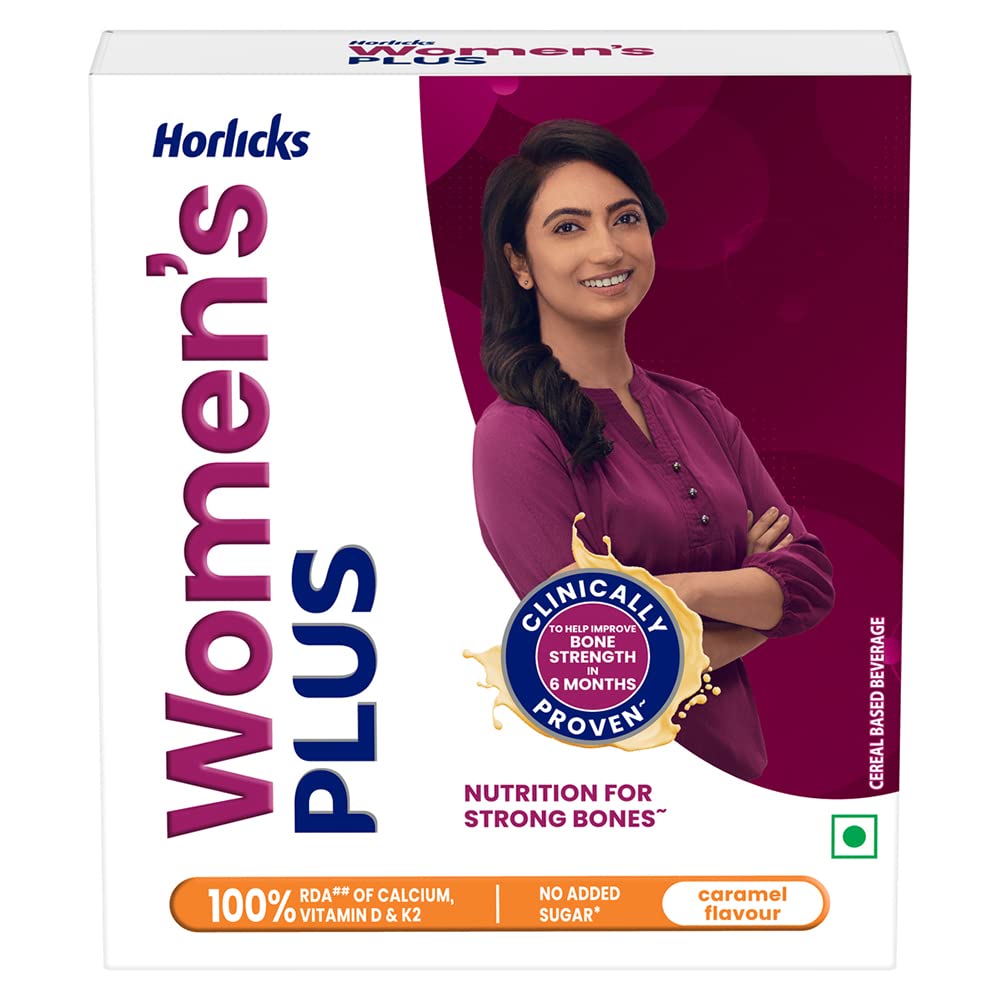 Horlicks
Women's
PLUS
Horlicks
Women's
PLUS
CLINICALLY
TO HELP IMPROVE
BONE
STRENGTH
IN
6 MONTHS
PROVEN~
NUTRITION FOR
STRONG BONES~
CEREAL BASED BEVERAGE
100% RDA## OF CALCIUM,
VITAMIN D & K2
NO ADDED
SUGAR*
caramel
flavour